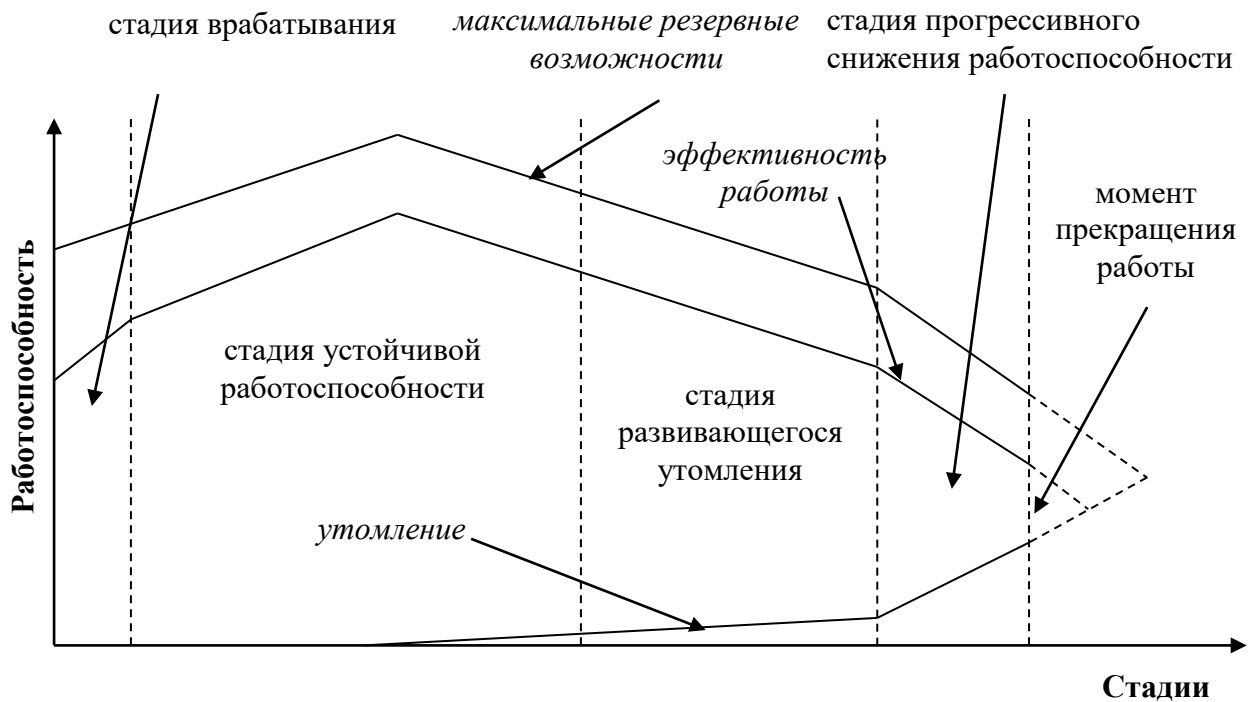 стадия врабатывания
максимальные резервные
возможности
стадия прогрессивного
снижения работоспособности
эффективность
работы
момент
прекращения
работы
Работоспособность
стадия устойчивой
работоспособности
стадия
развивающегося
утомления
утомление
Стадии